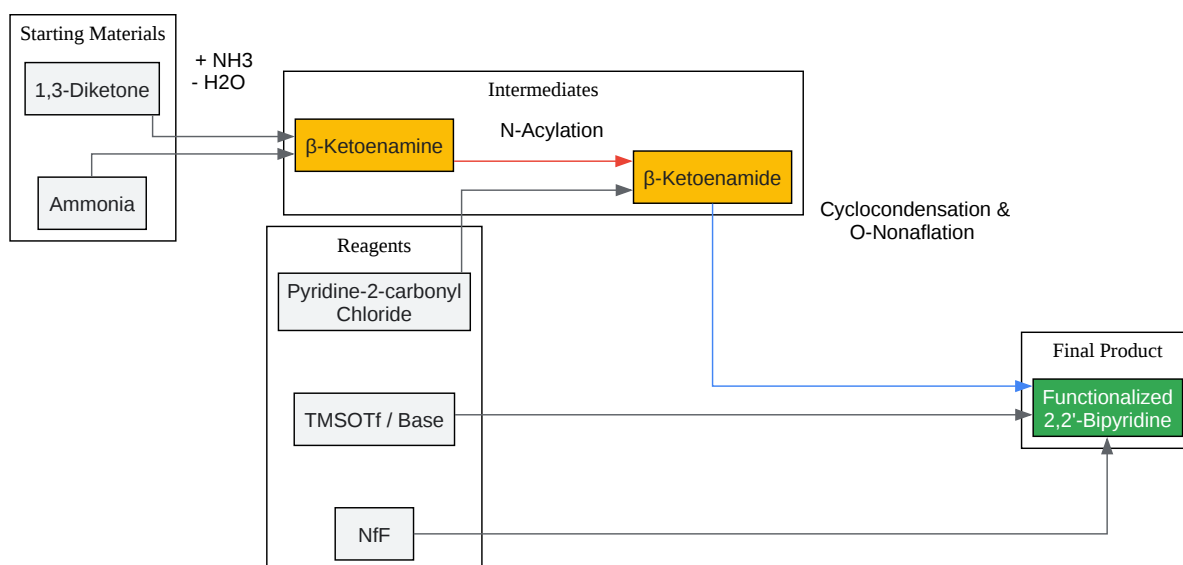 Starting Materials
1,3-Diketone
Ammonia
+ NH3
- H2O
Intermediates
β-Ketoenamine
N-Acylation
β-Ketoenamide
Cyclocondensation &
O-Nonaflation
Reagents
Pyridine-2-carbonyl
Chloride
TMSOTf / Base
NfF
Final Product
Functionalized
2,2'-Bipyridine